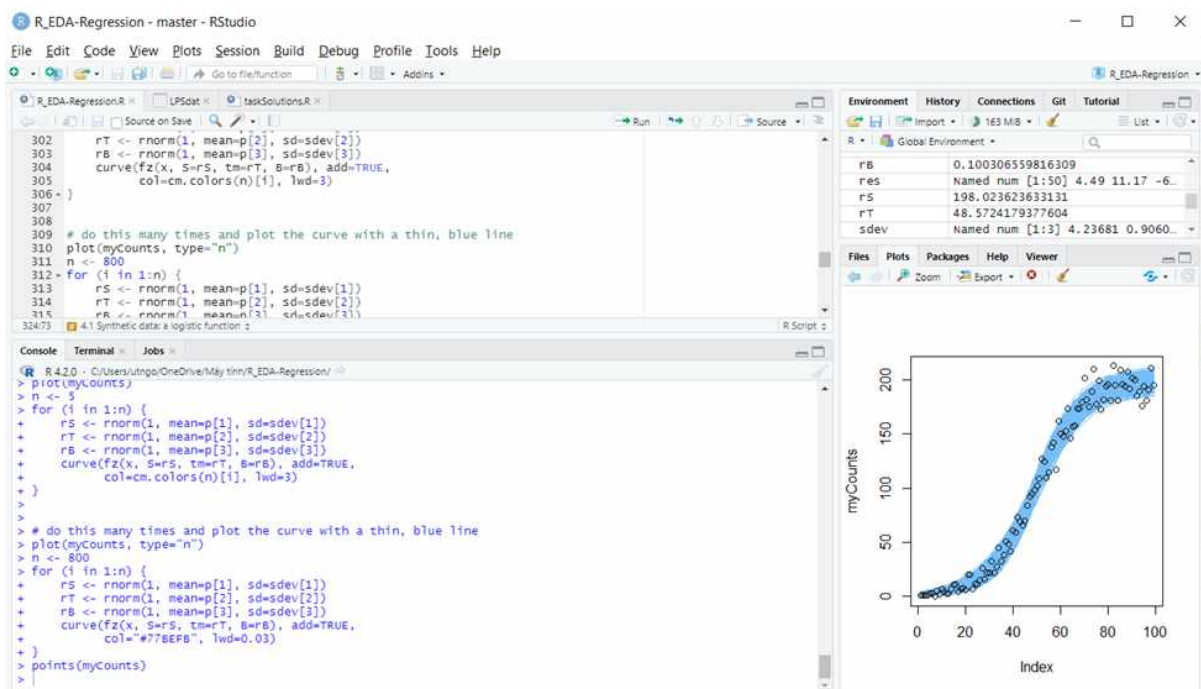 R_EDA-Regression - master - RStudio
File Edit Code View Plots Session Build Debug Profile Tools Help
Go to file/function Addins R_EDA-Regression
R_EDA-Regression.R LPSdat taskSolutions.R
Source on Save Run Source
302 rT <- rnorm(1, mean=p[2], sd=sdev[2])
303 rB <- rnorm(1, mean=p[3], sd=sdev[3])
304 curve(fz(x, S=rS, tm=rT, B=rB), add=TRUE,
305 col=cm.colors(n)[i], lwd=3)
306 }
307
308
309 # do this many times and plot the curve with a thin, blue line
310 plot(myCounts, type="n")
311 n <- 800
312 for (i in 1:n) {
313 rS <- rnorm(1, mean=p[1], sd=sdev[1])
314 rT <- rnorm(1, mean=p[2], sd=sdev[2])
315 rB <- rnorm(1, mean=p[3], sd=sdev[3])
324:73 4.1 Synthetic data: a logistic function R Script
Console Terminal Jobs
R 4.2.0 · C:/Users/utngo/OneDrive/Máy tính/R_EDA-Regression/
> plot(myCounts)
> n <- 5
> for (i in 1:n) {
+ rS <- rnorm(1, mean=p[1], sd=sdev[1])
+ rT <- rnorm(1, mean=p[2], sd=sdev[2])
+ rB <- rnorm(1, mean=p[3], sd=sdev[3])
+ curve(fz(x, S=rS, tm=rT, B=rB), add=TRUE,
+ col=cm.colors(n)[i], lwd=3)
+ }
>
>
> # do this many times and plot the curve with a thin, blue line
> plot(myCounts, type="n")
> n <- 800
> for (i in 1:n) {
+ rS <- rnorm(1, mean=p[1], sd=sdev[1])
+ rT <- rnorm(1, mean=p[2], sd=sdev[2])
+ rB <- rnorm(1, mean=p[3], sd=sdev[3])
+ curve(fz(x, S=rS, tm=rT, B=rB), add=TRUE,
+ col="#77BEFB", lwd=0.03)
+ }
> points(myCounts)
>
Environment History Connections Git Tutorial
Import 163 MiB List
R Global Environment
rB 0.100306559816309
res Named num [1:50] 4.49 11.17 -6…
rS 198.023623633131
rT 48.5724179377604
sdev Named num [1:3] 4.23681 0.9060…
Files Plots Packages Help Viewer
Zoom Export
200
150
100
50
0
myCounts
0 20 40 60 80 100
Index